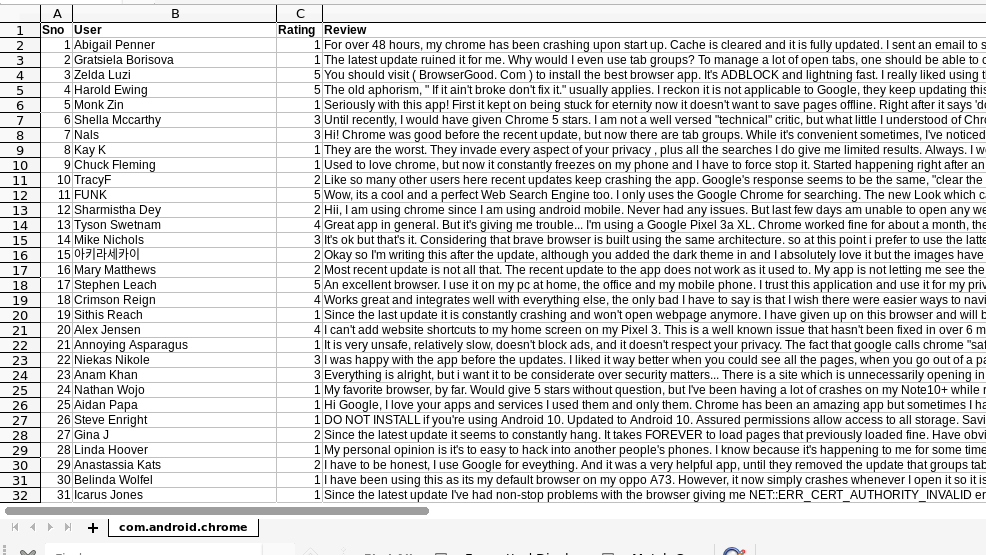 A B C
1 Sno User Rating Review
2 1 Abigail Penner 1 For over 48 hours, my chrome has been crashing upon start up. Cache is cleared and it is fully updated. I sent an email to s
3 2 Gratsiela Borisova 1 The latest update ruined it for me. Why would I even use tab groups? To manage a lot of open tabs, one should be able to c
4 3 Zelda Luzi 5 You should visit ( BrowserGood. Com ) to install the best browser app. It's ADBLOCK and lightning fast. I really liked using t
5 4 Harold Ewing 5 The old aphorism, " If it ain't broke don't fix it." usually applies. I reckon it is not applicable to Google, they keep updating this
6 5 Monk Zin 1 Seriously with this app! First it kept on being stuck for eternity now it doesn't want to save pages offline. Right after it says 'do
7 6 Shella Mccarthy 3 Until recently, I would have given Chrome 5 stars. I am not a well versed "technical" critic, but what little I understood of Chro
8 7 Nals 3 Hi! Chrome was good before the recent update, but now there are tab groups. While it's convenient sometimes, I've noticed
9 8 Kay K 1 They are the worst. They invade every aspect of your privacy , plus all the searches I do give me limited results. Always. I w
10 9 Chuck Fleming 1 Used to love chrome, but now it constantly freezes on my phone and I have to force stop it. Started happening right after an
11 10 TracyF 2 Like so many other users here recent updates keep crashing the app. Google's response seems to be the same, "clear the
12 11 FUNK 5 Wow, its a cool and a perfect Web Search Engine too. I only uses the Google Chrome for searching. The new Look which c
13 12 Sharmistha Dey 2 Hii, I am using chrome since I am using android mobile. Never had any issues. But last few days am unable to open any we
14 13 Tyson Swetnam 4 Great app in general. But it's giving me trouble... I'm using a Google Pixel 3a XL. Chrome worked fine for about a month, the
15 14 Mike Nichols 3 It's ok but that's it. Considering that brave browser is built using the same architecture. so at this point i prefer to use the latte
16 15 아키라세카이 2 Okay so I'm writing this after the update, although you added the dark theme in and I absolutely love it but the images have
17 16 Mary Matthews 2 Most recent update is not all that. The recent update to the app does not work as it used to. My app is not letting me see the
18 17 Stephen Leach 5 An excellent browser. I use it on my pc at home, the office and my mobile phone. I trust this application and use it for my priv
19 18 Crimson Reign 4 Works great and integrates well with everything else, the only bad I have to say is that I wish there were easier ways to navi
20 19 Sithis Reach 1 Since the last update it is constantly crashing and won't open webpage anymore. I have given up on this browser and will b
21 20 Alex Jensen 4 I can't add website shortcuts to my home screen on my Pixel 3. This is a well known issue that hasn't been fixed in over 6 m
22 21 Annoying Asparagus 1 It is very unsafe, relatively slow, doesn't block ads, and it doesn't respect your privacy. The fact that google calls chrome "saf
23 22 Niekas Nikole 3 I was happy with the app before the updates. I liked it way better when you could see all the pages, when you go out of a pa
24 23 Anam Khan 3 Everything is alright, but i want it to be considerate over security matters... There is a site which is unnecessarily opening in
25 24 Nathan Wojo 1 My favorite browser, by far. Would give 5 stars without question, but I've been having a lot of crashes on my Note10+ while r
26 25 Aidan Papa 1 Hi Google, I love your apps and services I used them and only them. Chrome has been an amazing app but sometimes I ha
27 26 Steve Enright 1 DO NOT INSTALL if you're using Android 10. Updated to Android 10. Assured permissions allow access to all storage. Savi
28 27 Gina J 2 Since the latest update it seems to constantly hang. It takes FOREVER to load pages that previously loaded fine. Have obvi
29 28 Linda Hoover 1 My personal opinion is it's to easy to hack into another people's phones. I know because it's happening to me for some time
30 29 Anastassia Kats 2 I have to be honest, I use Google for eveything. And it was a very helpful app, until they removed the update that groups tab
31 30 Belinda Wolfel 1 I have been using this as its my default browser on my oppo A73. However, it now simply crashes whenever I open it so it is
32 31 Icarus Jones 1 Since the latest update I've had non-stop problems with the browser giving me NET::ERR_CERT_AUTHORITY_INVALID er
com.android.chrome